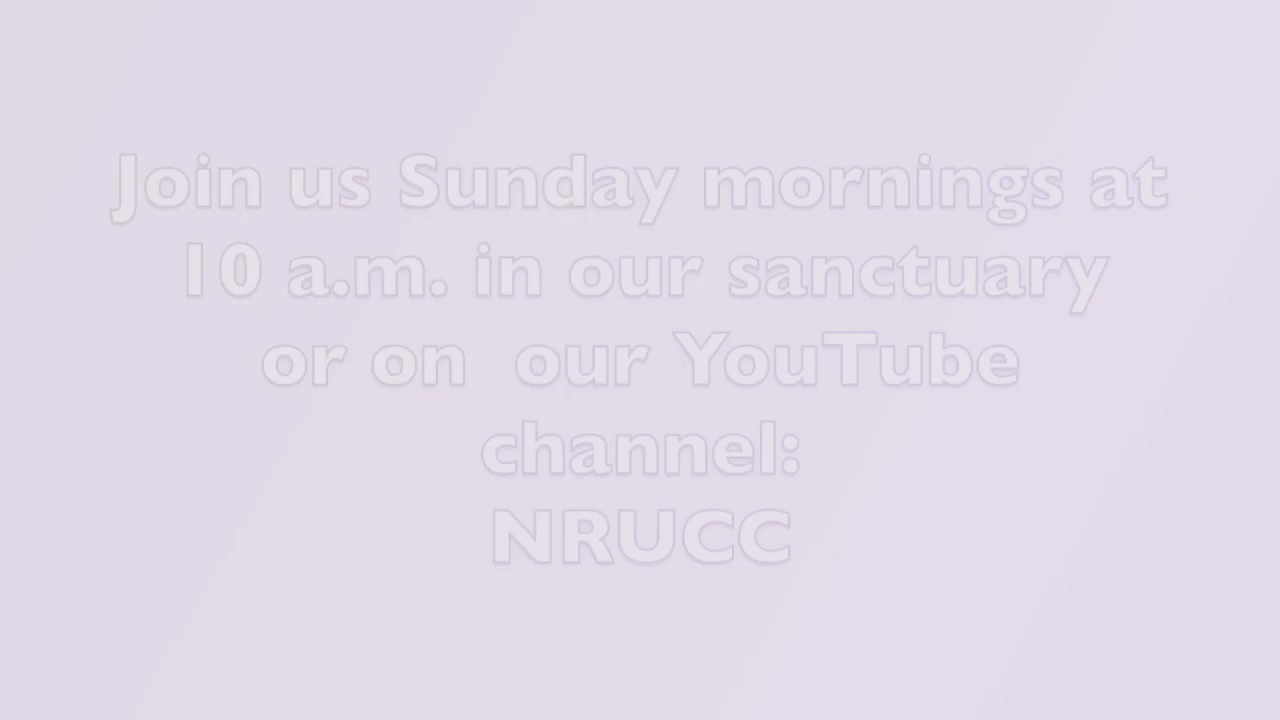 Join us Sunday mornings at
10 a.m. in our sanctuary
or on  our YouTube
channel:
NRUCC